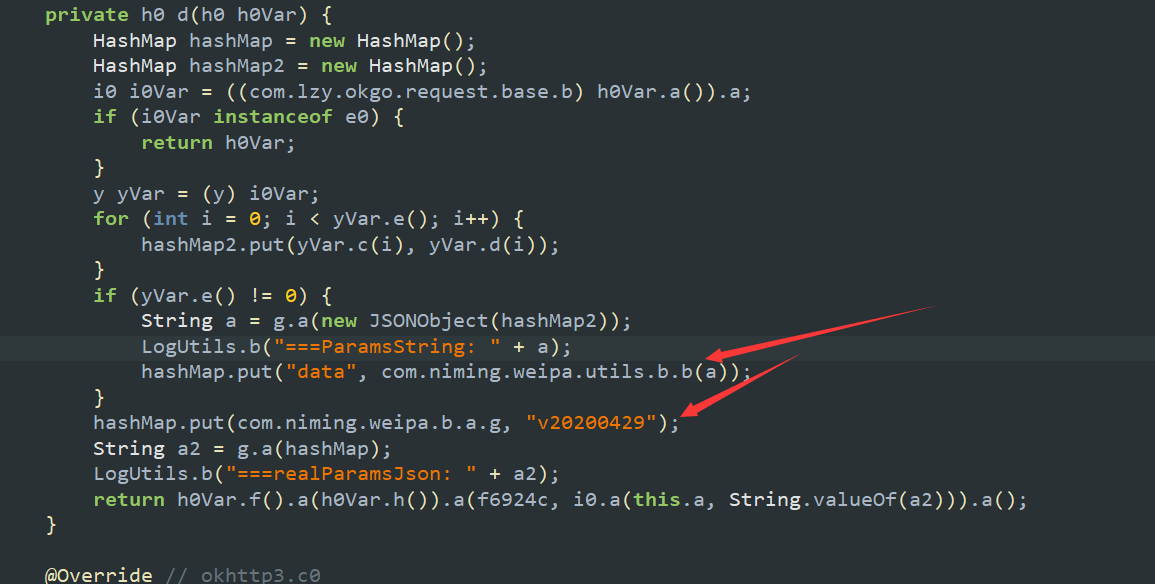 private h0 d(h0 h0Var) {
HashMap hashMap = new HashMap();
HashMap hashMap2 = new HashMap();
i0 i0Var = ((com.lzy.okgo.request.base.b) h0Var.a()).a;
if (i0Var instanceof e0) {
return h0Var;
}
y yVar = (y) i0Var;
for (int i = 0; i < yVar.e(); i++) {
hashMap2.put(yVar.c(i), yVar.d(i));
}
if (yVar.e() != 0) {
String a = g.a(new JSONObject(hashMap2));
LogUtils.b("===ParamsString: " + a);
hashMap.put("data", com.niming.weipa.utils.b.b(a));
}
hashMap.put(com.niming.weipa.b.a.g, "v20200429");
String a2 = g.a(hashMap);
LogUtils.b("===realParamsJson: " + a2);
return h0Var.f().a(h0Var.h()).a(f6924c, i0.a(this.a, String.valueOf(a2))).a();
}
@Override // okhttp3.c0